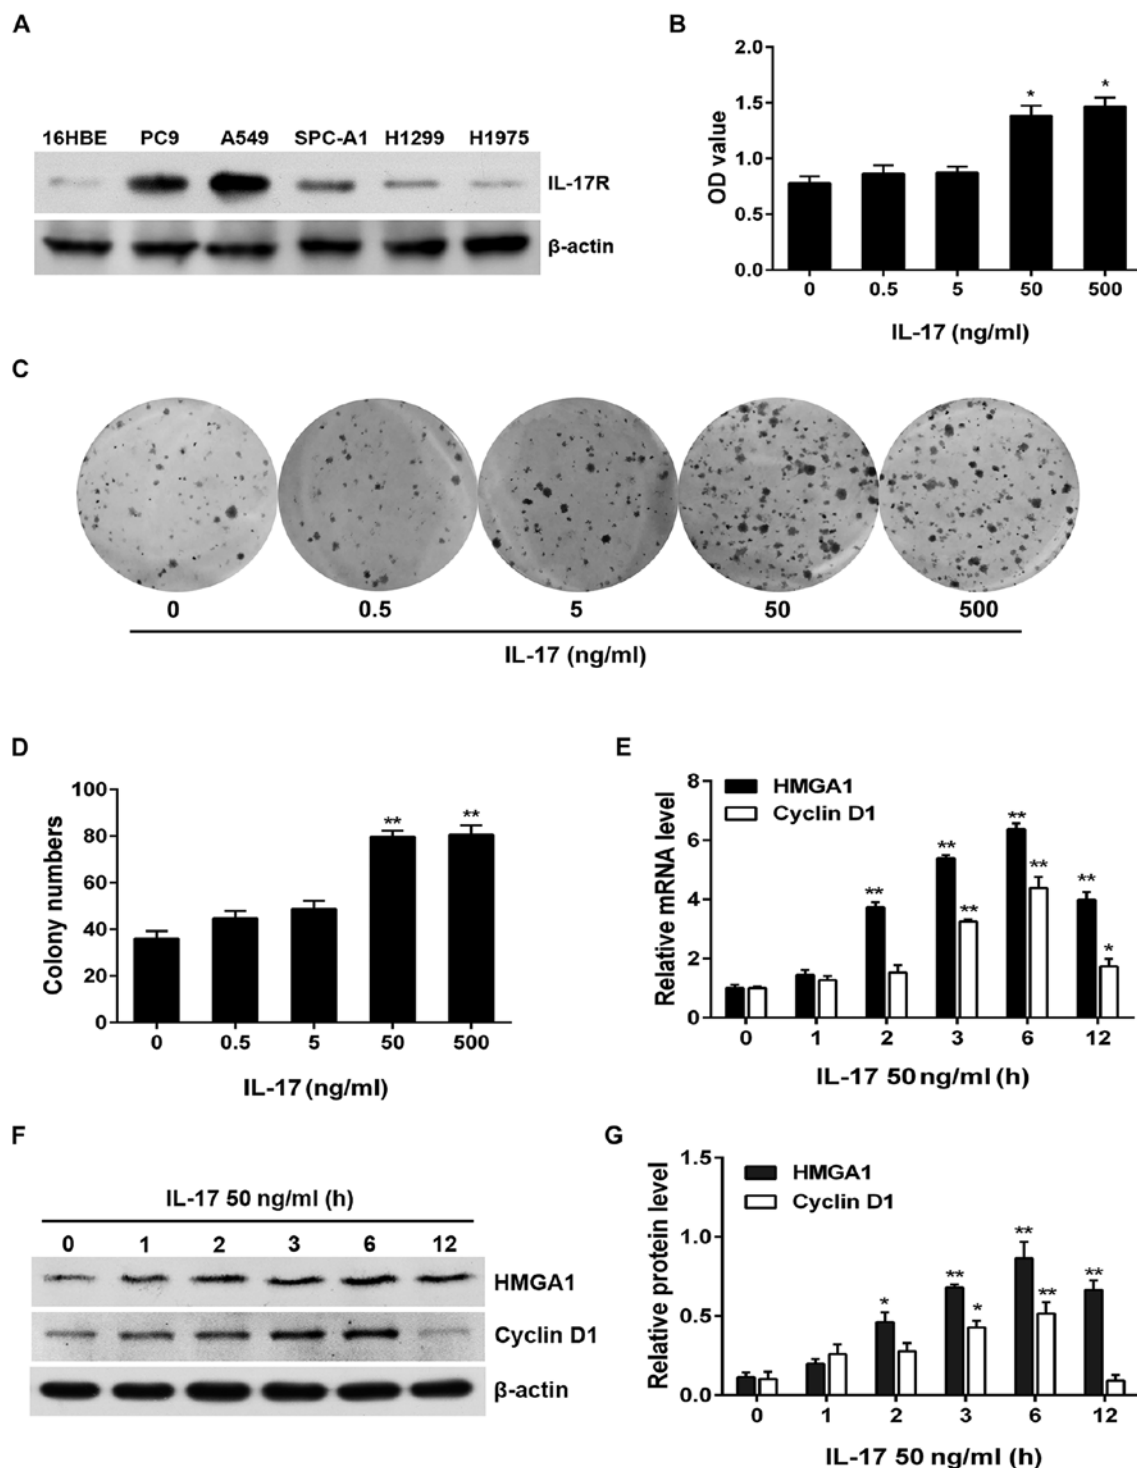 A
16HBE PC9 A549 SPC-A1 H1299 H1975
IL-17R
β-actin
B
2.0
1.5
1.0
0.5
0.0
OD value
* *
0 0.5 5 50 500
IL-17 (ng/ml)
C
0 0.5 5 50 500
IL-17 (ng/ml)
D
100
80
60
40
20
0
Colony numbers
** **
0 0.5 5 50 500
IL-17 (ng/ml)
E
8
6
4
2
0
Relative mRNA level
HMGA1
Cyclin D1
** ** ** ** ** ** *
0 1 2 3 6 12
IL-17 50 ng/ml (h)
F
IL-17 50 ng/ml (h)
0 1 2 3 6 12
HMGA1
Cyclin D1
β-actin
G
1.5
1.0
0.5
0.0
Relative protein level
HMGA1
Cyclin D1
* ** * ** ** **
0 1 2 3 6 12
IL-17 50 ng/ml (h)